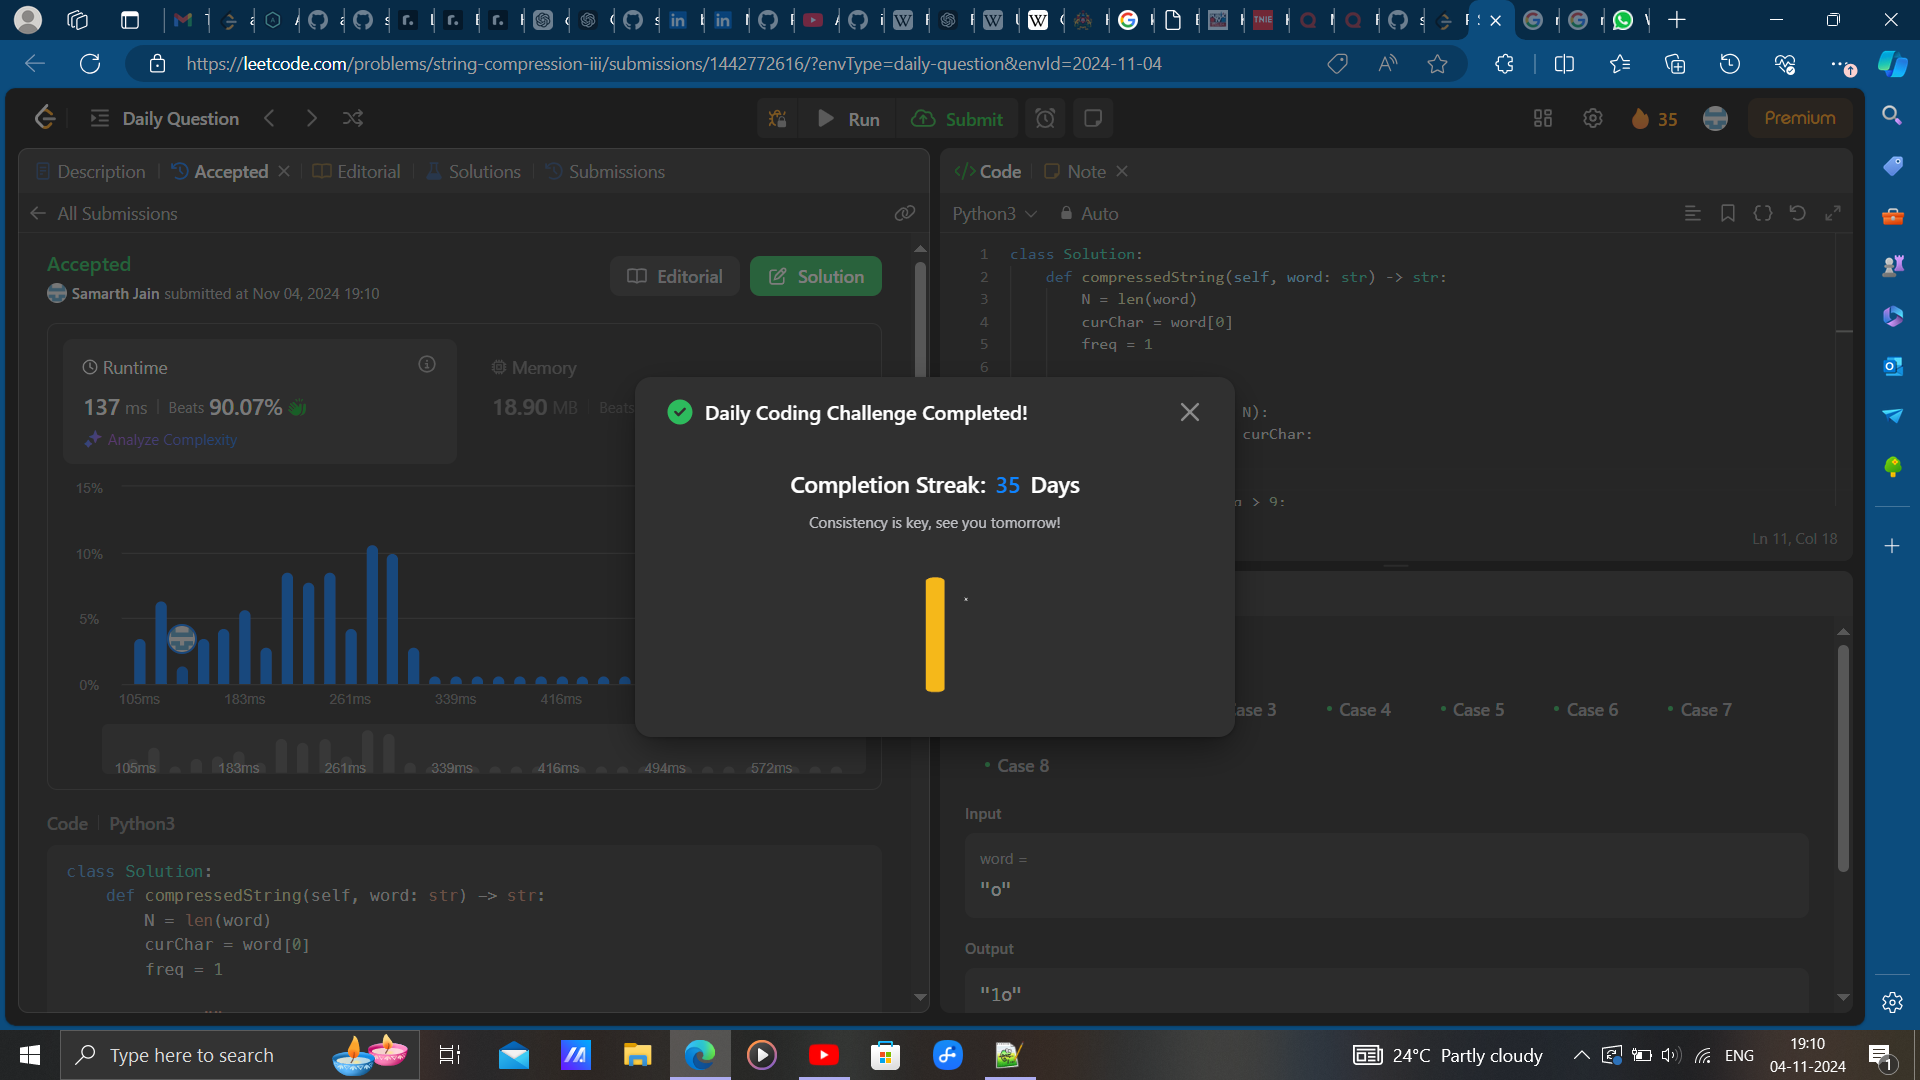 https://leetcode.com/problems/string-compression-iii/submissions/1442772616/?envType=daily-question&envId=2024-11-04
Daily Question
Run
Submit
35
Premium
Description
Accepted
Editorial
Solutions
Submissions
All Submissions
Accepted
Samarth Jain submitted at Nov 04, 2024 19:10
Editorial
Solution
Runtime
137 ms
Beats 90.07%
Analyze Complexity
Memory
18.90 MB
Beats
15%
10%
5%
0%
105ms
183ms
261ms
339ms
416ms
105ms
183ms
261ms
339ms
416ms
494ms
572ms
Code
Python3
class Solution:
def compressedString(self, word: str) -> str:
N = len(word)
curChar = word[0]
freq = 1
Daily Coding Challenge Completed!
Completion Streak: 35 Days
Consistency is key, see you tomorrow!
Code
Note
Python3
Auto
1 class Solution:
2 def compressedString(self, word: str) -> str:
3 N = len(word)
4 curChar = word[0]
5 freq = 1
6
N):
curChar:
> 9:
Ln 11, Col 18
Case 3
Case 4
Case 5
Case 6
Case 7
Case 8
Input
word =
"o"
Output
"1o"
Type here to search
24°C Partly cloudy
ENG
19:10
04-11-2024
1